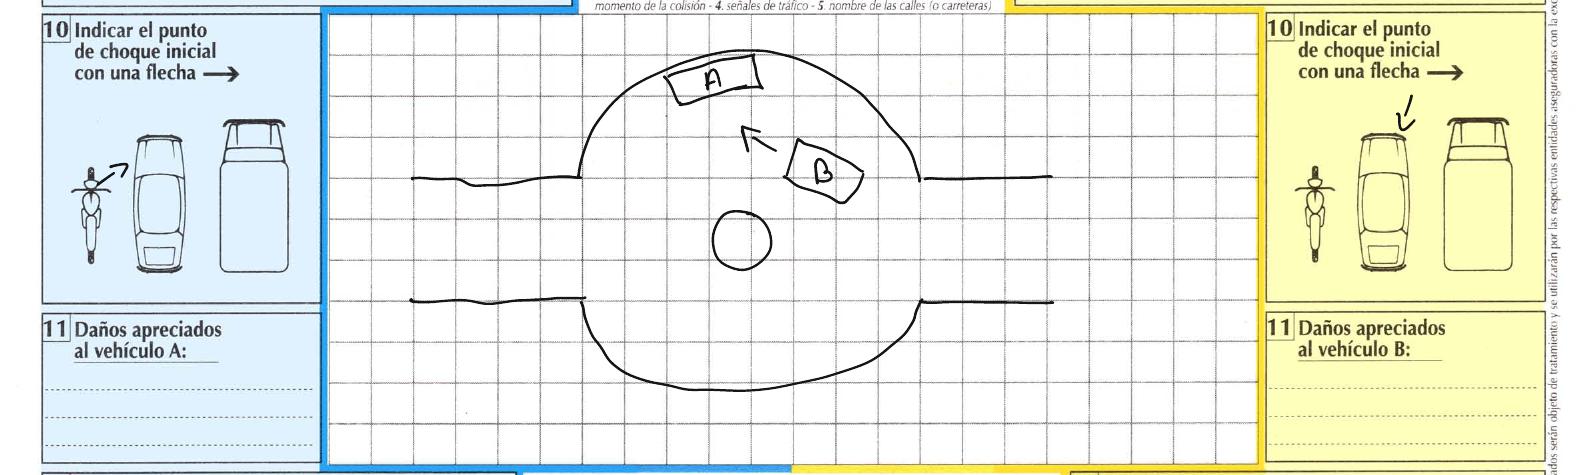 momento de la colisión - 4. señales de tráfico - 5. nombre de las calles (o carreteras)
10 Indicar el punto
de choque inicial
con una flecha
11 Daños apreciados
al vehículo A:
A
B
10 Indicar el punto
de choque inicial
con una flecha
11 Daños apreciados
al vehículo B:
ados serán objeto de tratamiento y se utilizarán por las respectivas entidades aseguradoras con la exc